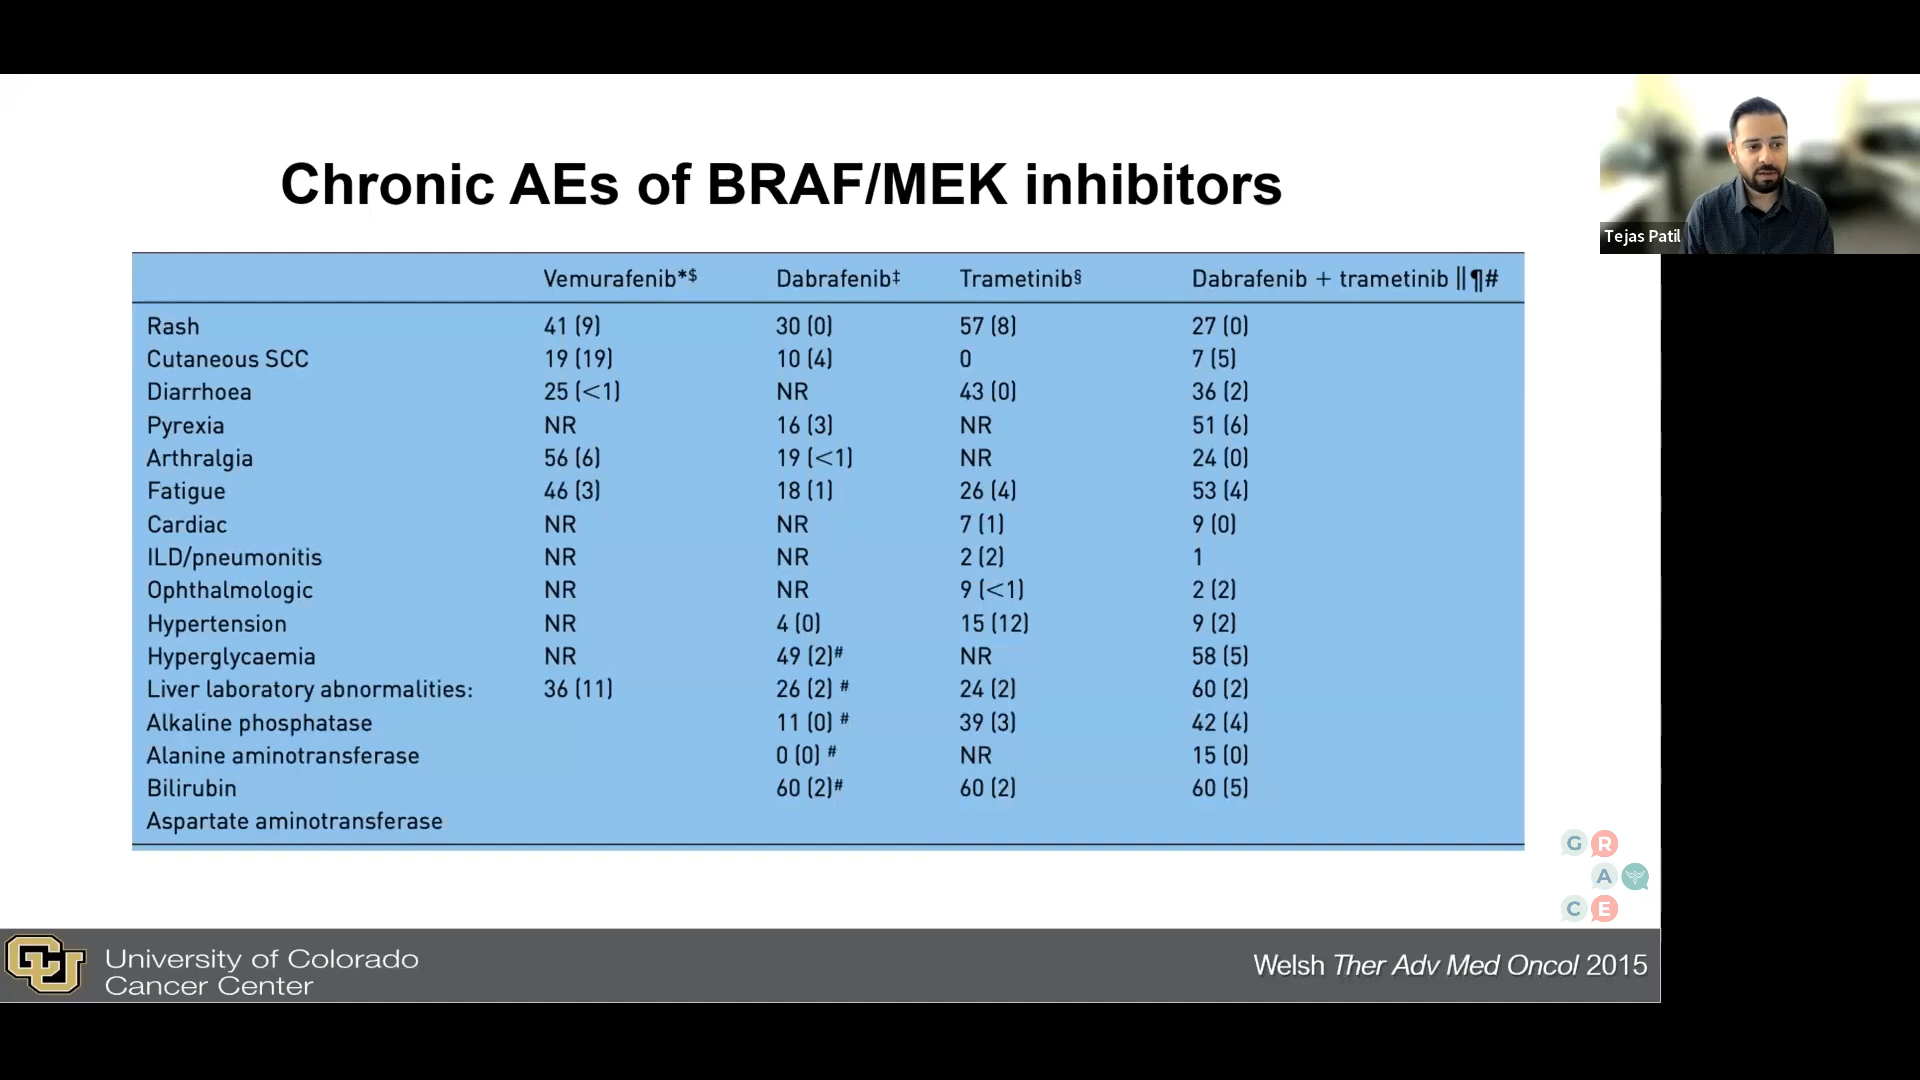 Chronic AEs of BRAF/MEK inhibitors
Tejas Patil
Vemurafenib*$ Dabrafenib‡ Trametinib§ Dabrafenib + trametinib ||¶#
Rash 41 (9) 30 (0) 57 (8) 27 (0)
Cutaneous SCC 19 (19) 10 (4) 0 7 (5)
Diarrhoea 25 (<1) NR 43 (0) 36 (2)
Pyrexia NR 16 (3) NR 51 (6)
Arthralgia 56 (6) 19 (<1) NR 24 (0)
Fatigue 46 (3) 18 (1) 26 (4) 53 (4)
Cardiac NR NR 7 (1) 9 (0)
ILD/pneumonitis NR NR 2 (2) 1
Ophthalmologic NR NR 9 (<1) 2 (2)
Hypertension NR 4 (0) 15 (12) 9 (2)
Hyperglycaemia NR 49 (2)# NR 58 (5)
Liver laboratory abnormalities: 36 (11) 26 (2) # 24 (2) 60 (2)
Alkaline phosphatase 11 (0) # 39 (3) 42 (4)
Alanine aminotransferase 0 (0) # NR 15 (0)
Bilirubin 60 (2)# 60 (2) 60 (5)
Aspartate aminotransferase
G R
A
C E
CU
University of Colorado
Cancer Center
Welsh Ther Adv Med Oncol 2015